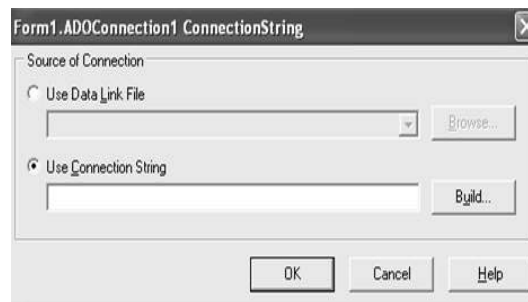 Form1.ADOConnection1 ConnectionString
Source of Connection
Use Data Link File
Browse...
Use Connection String
Build...
OK Cancel Help